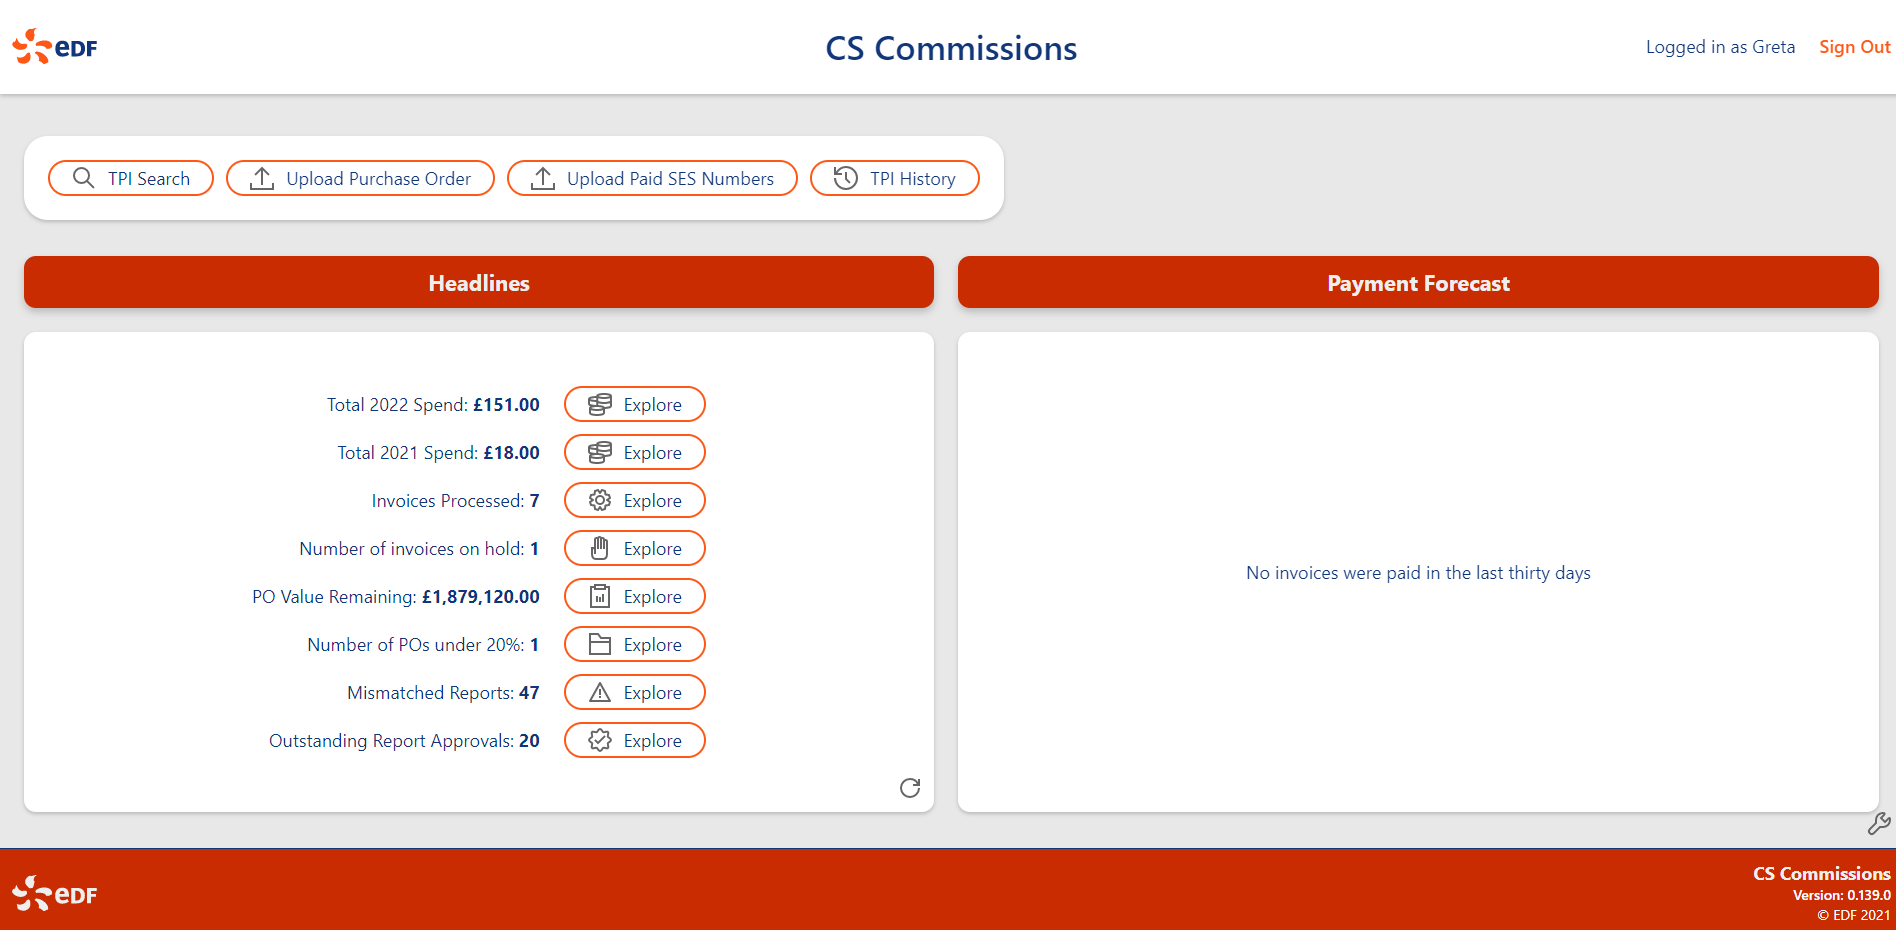 edF
CS Commissions
Logged in as Greta
Sign Out
TPI Search
Upload Purchase Order
Upload Paid SES Numbers
TPI History
Headlines
Payment Forecast
Total 2022 Spend: £151.00 Explore
Total 2021 Spend: £18.00 Explore
Invoices Processed: 7 Explore
Number of invoices on hold: 1 Explore
PO Value Remaining: £1,879,120.00 Explore
Number of POs under 20%: 1 Explore
Mismatched Reports: 47 Explore
Outstanding Report Approvals: 20 Explore
No invoices were paid in the last thirty days
edF
CS Commissions
Version: 0.139.0
© EDF 2021